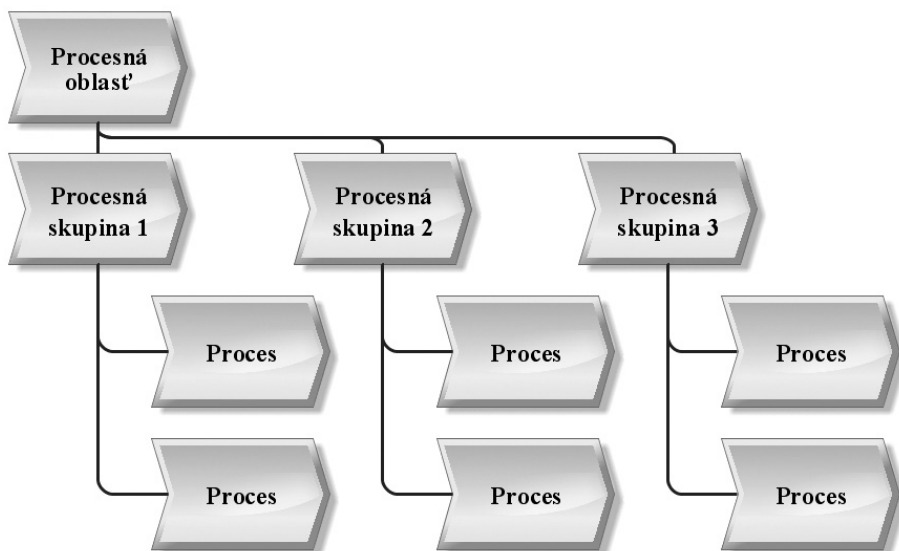 Procesná
oblasť
Procesná
skupina 1
Procesná
skupina 2
Procesná
skupina 3
Proces
Proces
Proces
Proces
Proces
Proces